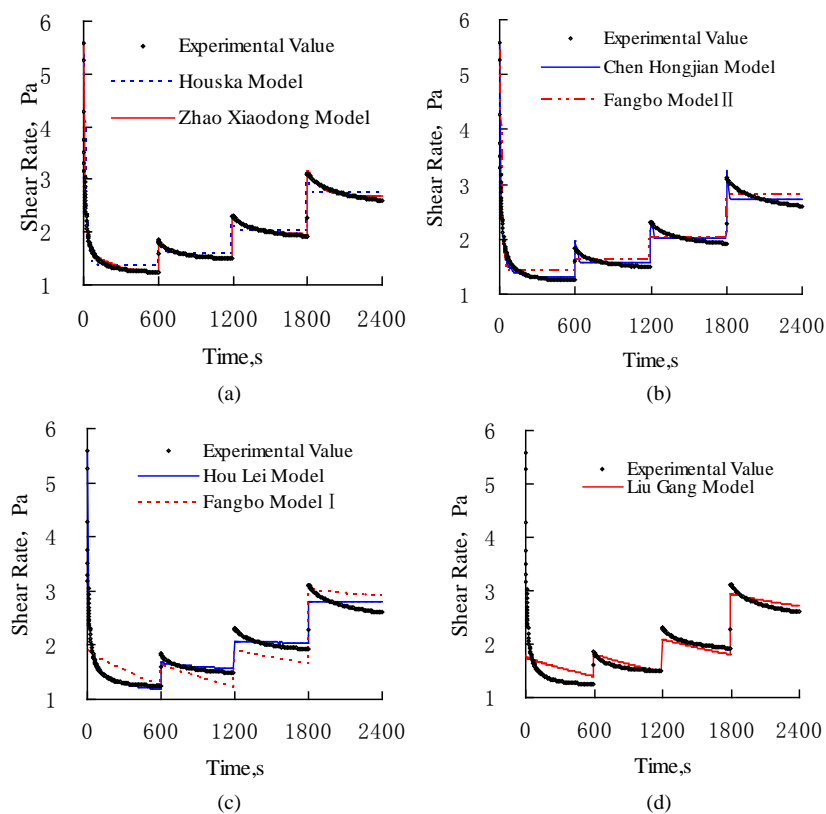 6
5
4
3
2
1
Shear Rate, Pa
Experimental Value
Houska Model
Zhao Xiaodong Model
0 600 1200 1800 2400
Time,s
(a)
6
5
4
3
2
1
Shear Rate, Pa
Experimental Value
Chen Hongjian Model
Fangbo Model Ⅱ
0 600 1200 1800 2400
Time,s
(b)
6
5
4
3
2
1
Shear Rate, Pa
Experimental Value
Hou Lei Model
Fangbo Model Ⅰ
0 600 1200 1800 2400
Time,s
(c)
6
5
4
3
2
1
Shear Rate, Pa
Experimental Value
Liu Gang Model
0 600 1200 1800 2400
Time,s
(d)